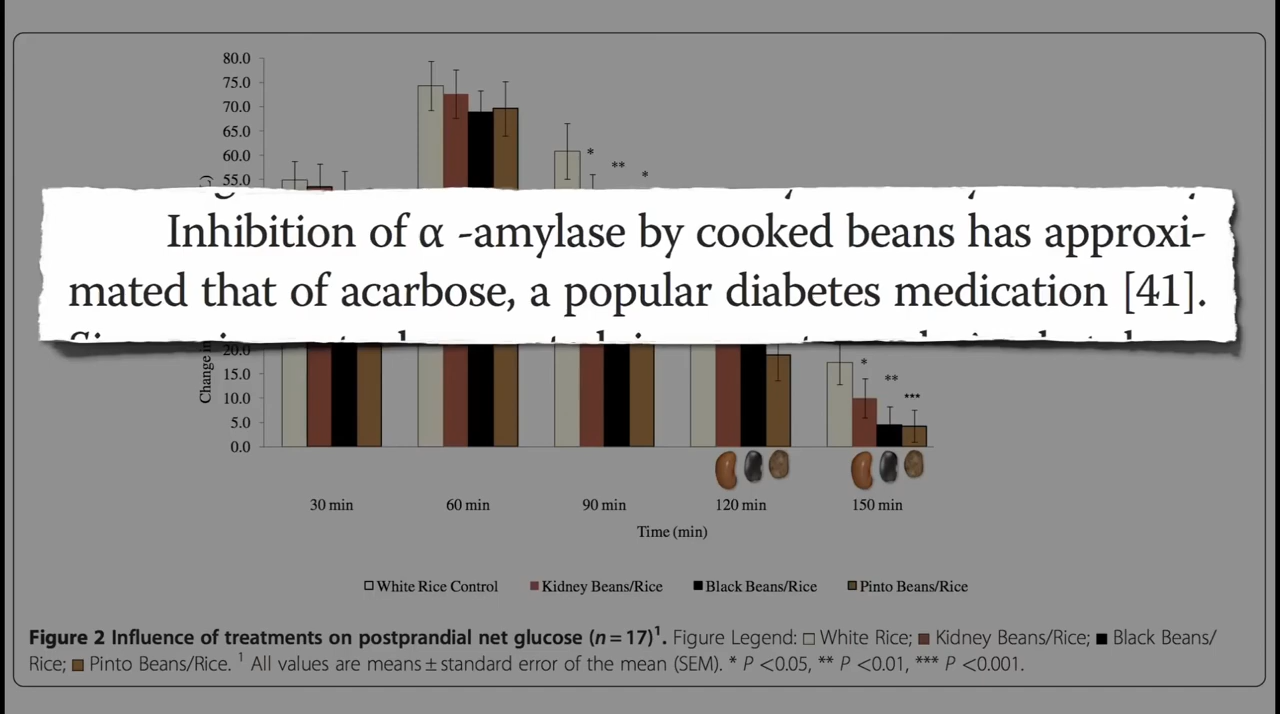 80.0
75.0
70.0
65.0
60.0
55.0
* ** *
Inhibition of α -amylase by cooked beans has approxi-
mated that of acarbose, a popular diabetes medication [41].
Change
20.0
15.0
10.0
5.0
0.0
* ** ***
30 min 60 min 90 min 120 min 150 min
Time (min)
White Rice Control Kidney Beans/Rice Black Beans/Rice Pinto Beans/Rice
Figure 2 Influence of treatments on postprandial net glucose (n = 17)¹. Figure Legend: White Rice; Kidney Beans/Rice; Black Beans/
Rice; Pinto Beans/Rice. ¹ All values are means ± standard error of the mean (SEM). * P <0.05, ** P <0.01, *** P <0.001.